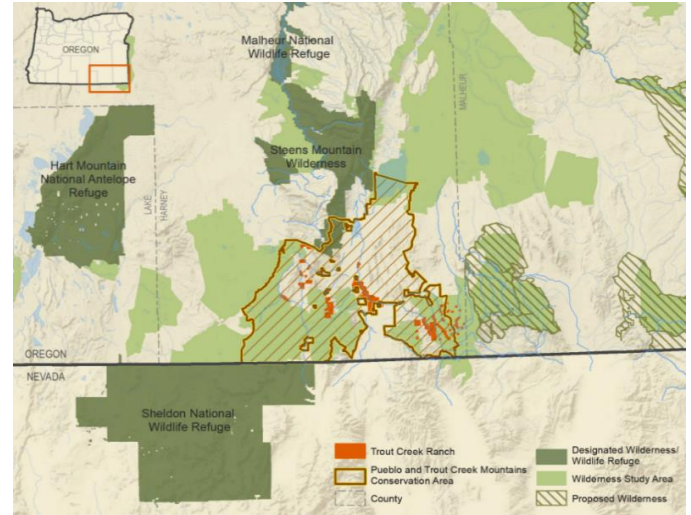 OREGON
Malheur National
Wildlife Refuge
MALHEUR
Hart Mountain
National Antelope
Refuge
Steens Mountain
Wilderness
LAKE
HARNEY
OREGON
NEVADA
Sheldon National
Wildlife Refuge
Trout Creek Ranch
Pueblo and Trout Creek Mountains
Conservation Area
County
Designated Wilderness/
Wildlife Refuge
Wilderness Study Area
Proposed Wilderness